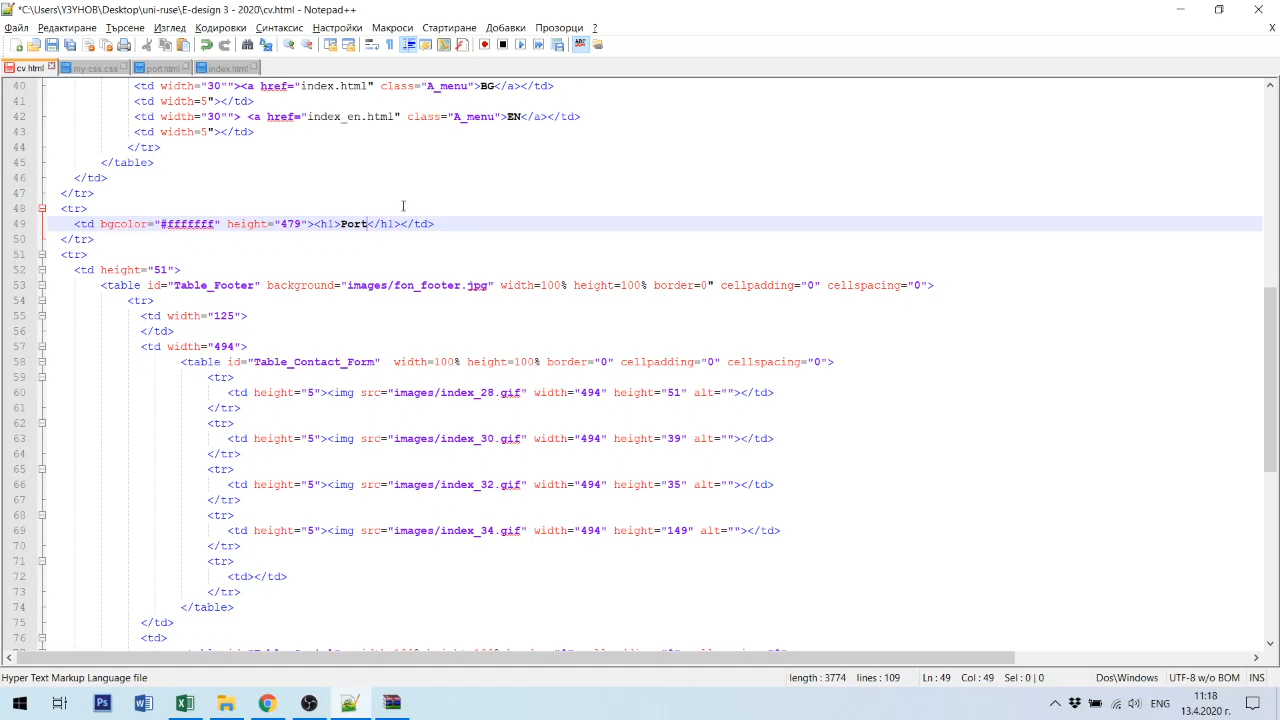 *C:\Users\УЗУНОВ\Desktop\uni-ruse\E-design 3 - 2020\cv.html - Notepad++
Файл Редактиране Търсене Изглед Кодировки Синтаксис Настройки Макроси Стартиране Добавки Прозорци ? X
cv html my-css.css port.html index.html
40 <td width="30""><a href="index.html" class="A_menu">BG</a></td>
41 <td width=5"></td>
42 <td width="30""> <a href="index_en.html" class="A_menu">EN</a></td>
43 <td width=5"></td>
44 </tr>
45 </table>
46 </td>
47 </tr>
48 <tr>
49 <td bgcolor="#fffffff" height="479"><h1>Port</h1></td>
50 </tr>
51 <tr>
52 <td height="51">
53 <table id="Table_Footer" background="images/fon_footer.jpg" width=100% height=100% border=0" cellpadding="0" cellspacing="0">
54 <tr>
55 <td width="125">
56 </td>
57 <td width="494">
58 <table id="Table_Contact_Form" width=100% height=100% border="0" cellpadding="0" cellspacing="0">
59 <tr>
60 <td height="5"><img src="images/index_28.gif" width="494" height="51" alt=""></td>
61 </tr>
62 <tr>
63 <td height="5"><img src="images/index_30.gif" width="494" height="39" alt=""></td>
64 </tr>
65 <tr>
66 <td height="5"><img src="images/index_32.gif" width="494" height="35" alt=""></td>
67 </tr>
68 <tr>
69 <td height="5"><img src="images/index_34.gif" width="494" height="149" alt=""></td>
70 </tr>
71 <tr>
72 <td></td>
73 </tr>
74 </table>
75 </td>
76 <td>
Hyper Text Markup Language file length : 3774 lines : 109 Ln : 49 Col : 49 Sel : 0 | 0 Dos\Windows UTF-8 w/o BOM INS
11:18
ENG
13.4.2020 г.